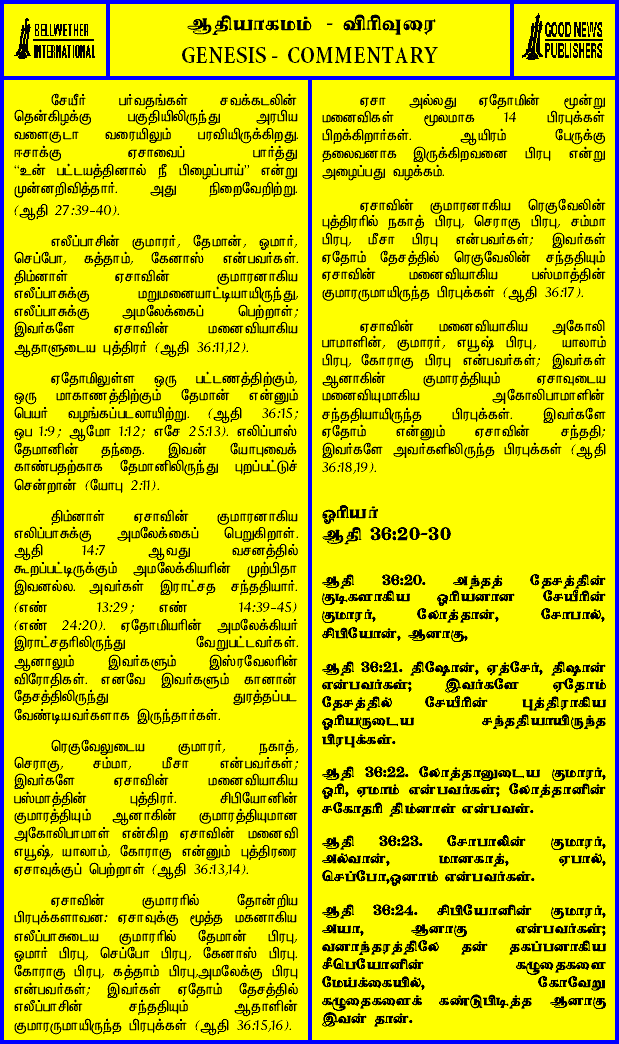 BELLWETHER
INTERNATIONAL
ஆதியாகமம் - விரிவுரை
GENESIS - COMMENTARY
GOOD NEWS
PUBLISHERS
சேயீர் பர்வதங்கள் சவக்கடலின்
தென்கிழக்கு பகுதியிலிருந்து அரபிய
வளைகுடா வரையிலும் பரவியிருக்கிறது.
ஈசாக்கு ஏசாவைப் பார்த்து
“உன் பட்டயத்தினால் நீ பிழைப்பாய்” என்று
முன்னறிவித்தார். அது நிறைவேறிற்று.
(ஆதி 27:39-40).
எலீப்பாசின் குமாரர், தேமான், ஓமார்,
செப்போ, கத்தாம், கேனாஸ் என்பவர்கள்.
திம்னாள் ஏசாவின் குமாரனாகிய
எலீப்பாசுக்கு மறுமனையாட்டியாயிருந்து,
எலீப்பாசுக்கு அமலேக்கைப் பெற்றாள்;
இவர்களே ஏசாவின் மனைவியாகிய
ஆதாளுடைய புத்திரர் (ஆதி 36:11,12).
ஏதோமிலுள்ள ஒரு பட்டணத்திற்கும்,
ஒரு மாகாணத்திற்கும் தேமான் என்னும்
பெயர் வழங்கப்படலாயிற்று. (ஆதி 36:15;
ஒப 1:9; ஆமோ 1:12; எசே 25:13). எலிப்பாஸ்
தேமானின் தந்தை. இவன் யோபுவைக்
காண்பதற்காக தேமானிலிருந்து புறப்பட்டுச்
சென்றான் (யோபு 2:11).
திம்னாள் ஏசாவின் குமாரனாகிய
எலிப்பாசுக்கு அமலேக்கைப் பெறுகிறாள்.
ஆதி 14:7 ஆவது வசனத்தில்
கூறப்பட்டிருக்கும் அமலேக்கியரின் முற்பிதா
இவனல்ல. அவர்கள் இராட்சத சந்ததியார்.
(எண் 13:29; எண் 14:39-45)
(எண் 24:20). ஏதோமியரின் அமலேக்கியர்
இராட்சதரிலிருந்து வேறுபட்டவர்கள்.
ஆனாலும் இவர்களும் இஸ்ரவேலரின்
விரோதிகள். எனவே இவர்களும் கானான்
தேசத்திலிருந்து துரத்தப்பட
வேண்டியவர்களாக இருந்தார்கள்.
ரெகுவேலுடைய குமாரர், நகாத்,
செராகு, சம்மா, மீசா என்பவர்கள்;
இவர்களே ஏசாவின் மனைவியாகிய
பஸ்மாத்தின் புத்திரர். சிபியோனின்
குமாரத்தியும் ஆனாகின் குமாரத்தியுமான
அகோலிபாமாள் என்கிற ஏசாவின் மனைவி
எயூஷ், யாலாம், கோராகு என்னும் புத்திரரை
ஏசாவுக்குப் பெற்றாள் (ஆதி 36:13,14).
ஏசாவின் குமாரரில் தோன்றிய
பிரபுக்களாவன: ஏசாவுக்கு மூத்த மகனாகிய
எலீப்பாசுடைய குமாரரில் தேமான் பிரபு,
ஓமார் பிரபு, செப்போ பிரபு, கேனாஸ் பிரபு.
கோராகு பிரபு, கத்தாம் பிரபு,அமலேக்கு பிரபு
என்பவர்கள்; இவர்கள் ஏதோம் தேசத்தில்
எலீப்பாசின் சந்ததியும் ஆதாளின்
குமாரருமாயிருந்த பிரபுக்கள் (ஆதி 36:15,16).
ஏசா அல்லது ஏதோமின் மூன்று
மனைவிகள் மூலமாக 14 பிரபுக்கள்
பிறக்கிறார்கள். ஆயிரம் பேருக்கு
தலைவனாக இருக்கிறவனை பிரபு என்று
அழைப்பது வழக்கம்.
ஏசாவின் குமாரனாகிய ரெகுவேலின்
புத்திரரில் நகாத் பிரபு, செராகு பிரபு, சம்மா
பிரபு, மீசா பிரபு என்பவர்கள்; இவர்கள்
ஏதோம் தேசத்தில் ரெகுவேலின் சந்ததியும்
ஏசாவின் மனைவியாகிய பஸ்மாத்தின்
குமாரருமாயிருந்த பிரபுக்கள் (ஆதி 36:17).
ஏசாவின் மனைவியாகிய அகோலி
பாமாளின், குமாரர், எயூஷ் பிரபு, யாலாம்
பிரபு, கோராகு பிரபு என்பவர்கள்; இவர்கள்
ஆனாகின் குமாரத்தியும் ஏசாவுடைய
மனைவியுமாகிய அகோலிபாமாளின்
சந்ததியாயிருந்த பிரபுக்கள். இவர்களே
ஏதோம் என்னும் ஏசாவின் சந்ததி;
இவர்களே அவர்களிலிருந்த பிரபுக்கள் (ஆதி
36:18,19).
ஓரியர்
ஆதி 36:20-30
ஆதி 36:20. அந்தத் தேசத்தின்
குடிகளாகிய ஓரியனான சேயீரின்
குமாரர், லோத்தான், சோபால்,
சிபியோன், ஆனாகு,
ஆதி 36:21. திஷோன், ஏத்சேர், திஷான்
என்பவர்கள்; இவர்களே ஏதோம்
தேசத்தில் சேயீரின் புத்திராகிய
ஓரியருடைய சந்ததியாயிருந்த
பிரபுக்கள்.
ஆதி 36:22. லோத்தானுடைய குமாரர்,
ஓரி, ஏமாம் என்பவர்கள்; லோத்தானின்
சகோதரி திம்னாள் என்பவள்.
ஆதி 36:23. சோபாலின் குமாரர்,
அல்வான், மானகாத், ஏபால்,
செப்போ,ஓனாம் என்பவர்கள்.
ஆதி 36:24. சிபியோனின் குமாரர்,
அயா, ஆனாகு என்பவர்கள்;
வனாந்தரத்திலே தன் தகப்பனாகிய
சீபெயோனின் கழுதைகளை
மேய்க்கையில், கோவேறு
கழுதைகளைக் கண்டுபிடித்த ஆனாகு
இவன் தான்.